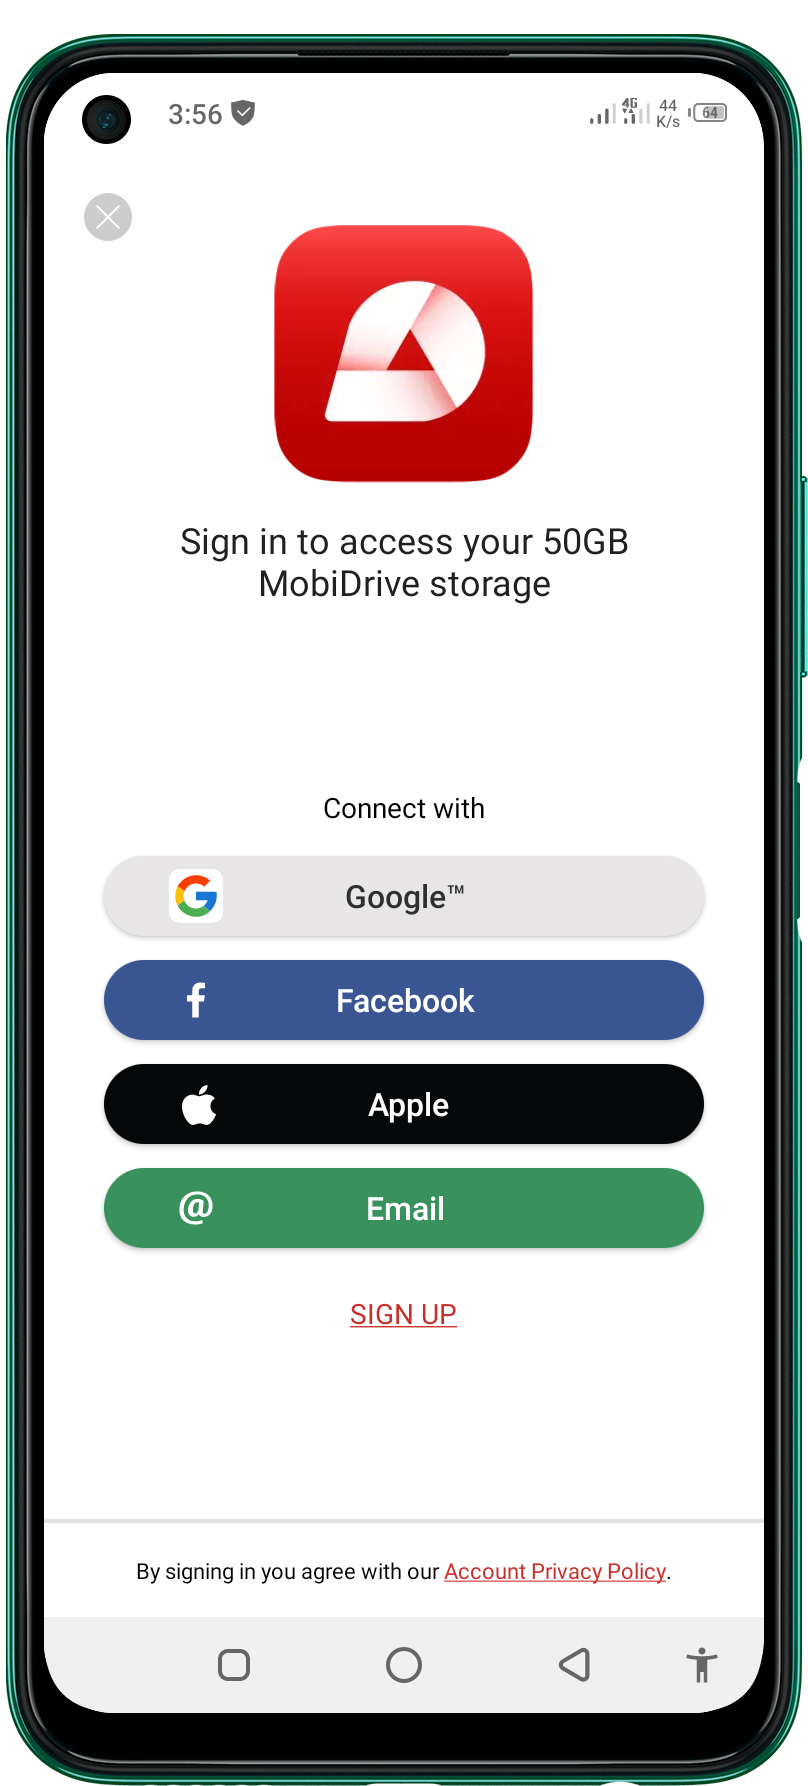 3:56
4G
44
K/s
64
Sign in to access your 50GB
MobiDrive storage
Connect with
Google™
Facebook
Apple
@ Email
SIGN UP
By signing in you agree with our Account Privacy Policy.